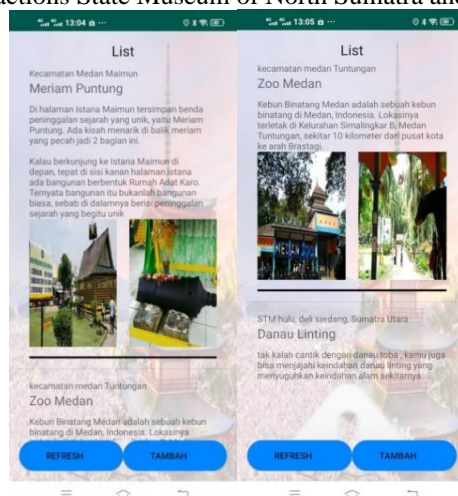 actions State Museum of North Sumatra and
13:04
List
Kecamatan Medan Maimun
Meriam Puntung
Di halaman Istana Maimun tersimpan benda
peninggalan sejarah yang unik, yaitu Meriam
Puntung. Ada kisah menarik di balik meriam
yang pecah jadi 2 bagian ini.
Kalau berkunjung ke Istana Maimun di
depan, tepat di sisi kanan halaman istana
ada bangunan berbentuk Rumah Adat Karo.
Ternyata bangunan itu bukanlah bangunan
biasa, sebab di dalamnya berisi peninggalan
sejarah yang begitu unik
kecamatan medan Tuntungan
Zoo Medan
Kebun Binatang Medan adalah sebuah kebun
binatang di Medan, Indonesia. Lokasinya
REFRESH
TAMBAH
13:05
List
kecamatan medan Tuntungan
Zoo Medan
Kebun Binatang Medan adalah sebuah kebun
binatang di Medan, Indonesia. Lokasinya
terletak di Kelurahan Simalingkar B, Medan
Tuntungan, sekitar 10 kilometer dari pusat kota
ke arah Brastagi.
MEDAN ZOO
STM hulu, deli serdang, Sumatra Utara
Danau Linting
tak kalah cantik dengan danau toba , kamu juga
bisa menjajahi keindahan danau linting yang
menyuguhkan keindahan alam sekitarnya.
REFRESH
TAMBAH